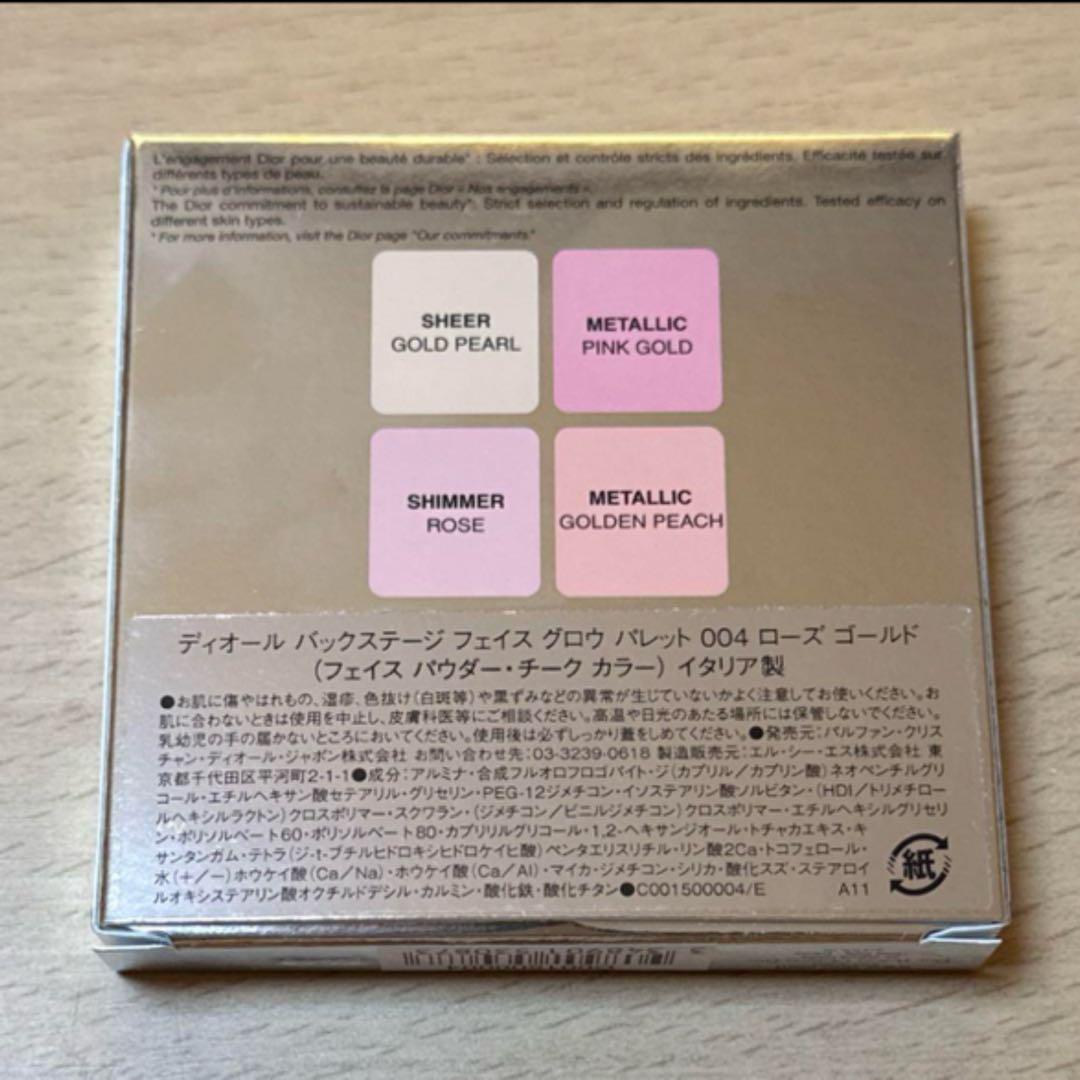 L'engagement Dior pour une beauté durable* : Sélection et contrôle stricts des ingrédients. Efficacité testée sur
différents types de peau.
* Pour plus d'informations, consultez la page Dior « Nos engagements ».
The Dior commitment to sustainable beauty*: Strict selection and regulation of ingredients. Tested efficacy on
different skin types.
* For more information, visit the Dior page "Our commitments."
SHEER
GOLD PEARL
METALLIC
PINK GOLD
SHIMMER
ROSE
METALLIC
GOLDEN PEACH
ディオール バックステージ フェイス グロウ パレット 004 ローズ ゴールド
(フェイス パウダー・チーク カラー) イタリア製
●お肌に傷やはれもの、湿疹、色抜け(白斑等)や黒ずみなどの異常が生じていないかよく注意してお使いください。お
肌に合わないときは使用を中止し、皮膚科医等にご相談ください。高温や日光のあたる場所には保管しないでください。
乳幼児の手の届かないところにおいてください。使用後は必ずしっかり蓋をしめてください。●発売元:パルファン・クリス
チャン・ディオール・ジャポン株式会社 お問い合わせ先:03-3239-0618 製造販売元:エル・シー・エス株式会社 東
京都千代田区平河町2-1-1●成分:アルミナ・合成フルオロフロゴパイト・ジ(カプリル/カプリン酸)ネオペンチルグリ
コール・エチルヘキサン酸セテアリル・グリセリン・PEG-12ジメチコン・イソステアリン酸ソルビタン・(HDI/トリメチロー
ルヘキシルラクトン)クロスポリマー・スクワラン・(ジメチコン/ビニルジメチコン)クロスポリマー・エチルヘキシルグリセリ
ン・ポリソルベート60・ポリソルベート80・カプリリルグリコール・1,2-ヘキサンジオール・トチャカエキス・キ
サンタンガム・テトラ(ジ-t-ブチルヒドロキシヒドロケイヒ酸)ペンタエリスリチル・リン酸2Ca・トコフェロール・
水(+/-)ホウケイ酸(Ca/Na)・ホウケイ酸(Ca/Al)・マイカ・ジメチコン・シリカ・酸化スズ・ステアロイ
ルオキシステアリン酸オクチルドデシル・カルミン・酸化鉄・酸化チタン●C001500004/E A11
紙